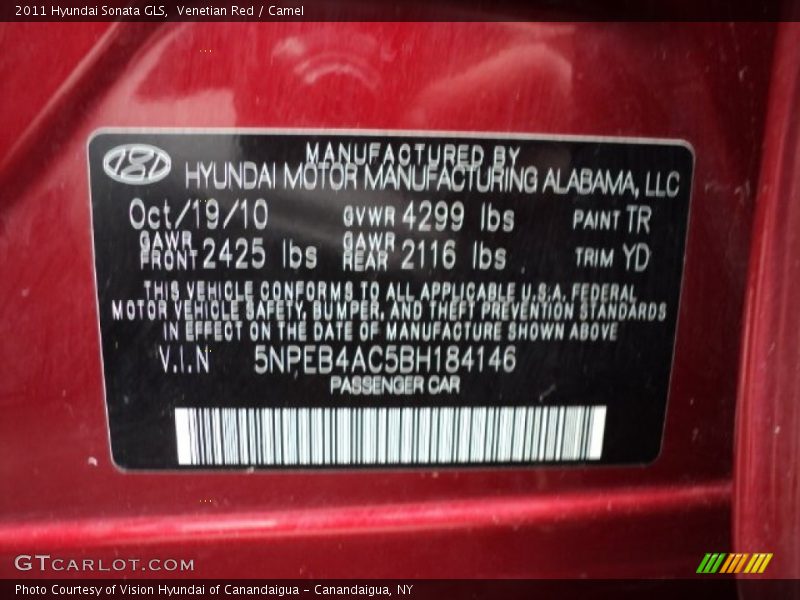 2011 Hyundai Sonata GLS, Venetian Red / Camel
MANUFACTURED BY
HYUNDAI MOTOR MANUFACTURING ALABAMA, LLC
Oct/19/10 GVWR 4299 lbs PAINT TR
GAWR FRONT 2425 lbs GAWR REAR 2116 lbs TRIM YD
THIS VEHICLE CONFORMS TO ALL APPLICABLE U.S.A. FEDERAL
MOTOR VEHICLE SAFETY, BUMPER, AND THEFT PREVENTION STANDARDS
IN EFFECT ON THE DATE OF MANUFACTURE SHOWN ABOVE
V.I.N 5NPEB4AC5BH184146
PASSENGER CAR
GTCARLOT.COM
Photo Courtesy of Vision Hyundai of Canandaigua - Canandaigua, NY